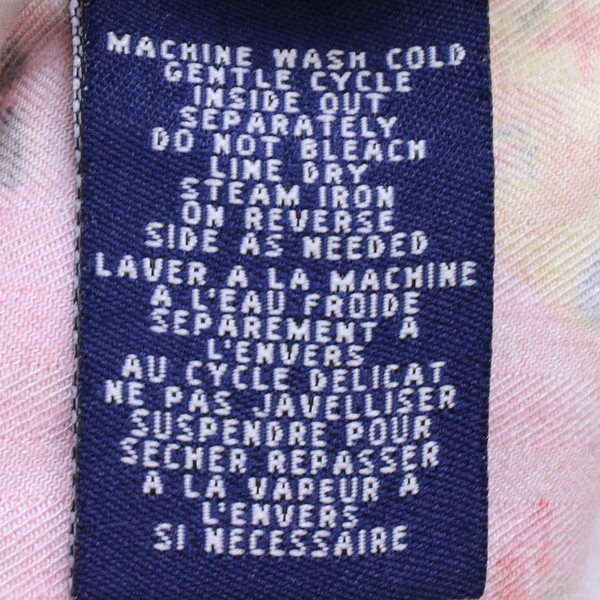 MACHINE WASH COLD
GENTLE CYCLE
INSIDE OUT
SEPARATELY
DO NOT BLEACH
LINE DRY
STEAM IRON
ON REVERSE
SIDE AS NEEDED
LAVER A LA MACHINE
A L'EAU FROIDE
SEPAREMENT A
L'ENVERS
AU CYCLE DELICAT
NE PAS JAVELLISER
SUSPENDRE POUR
SECHER REPASSER
A LA VAPEUR A
L'ENVERS
SI NECESSAIRE